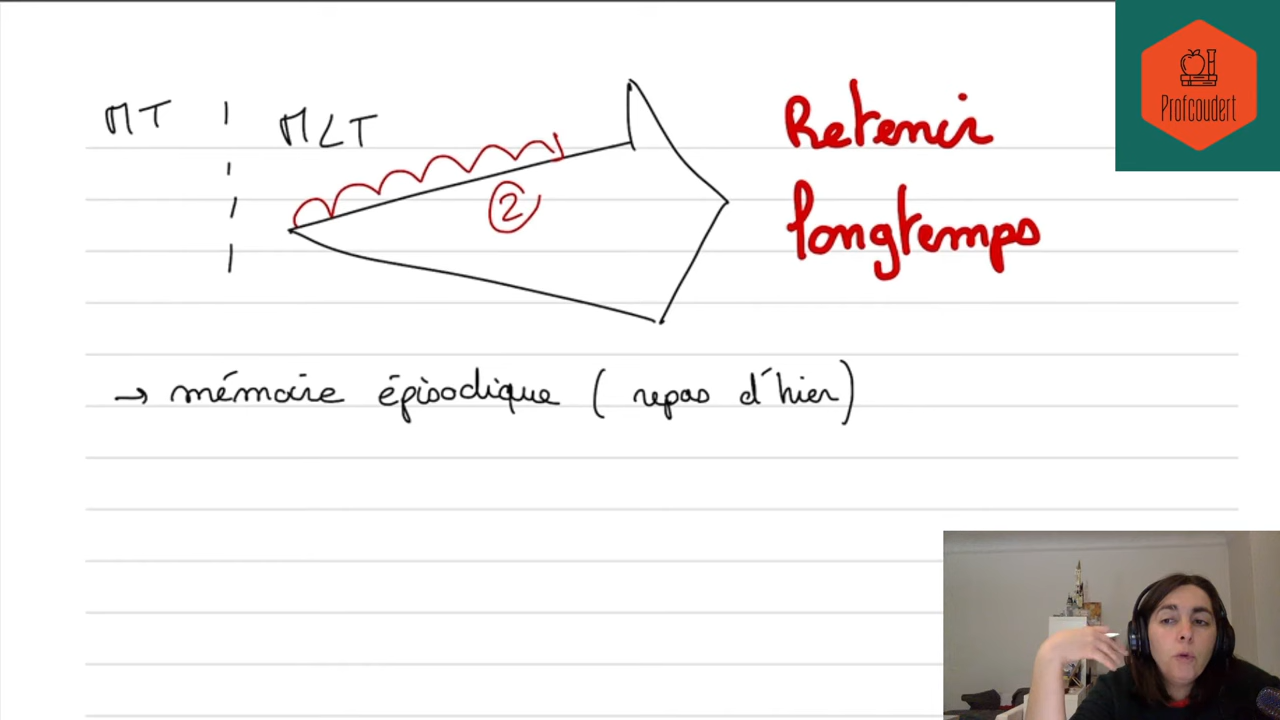 Profcoudert
MT MLT
Retenir
longtemps
2
→ mémoire épisodique (repas d'hier)